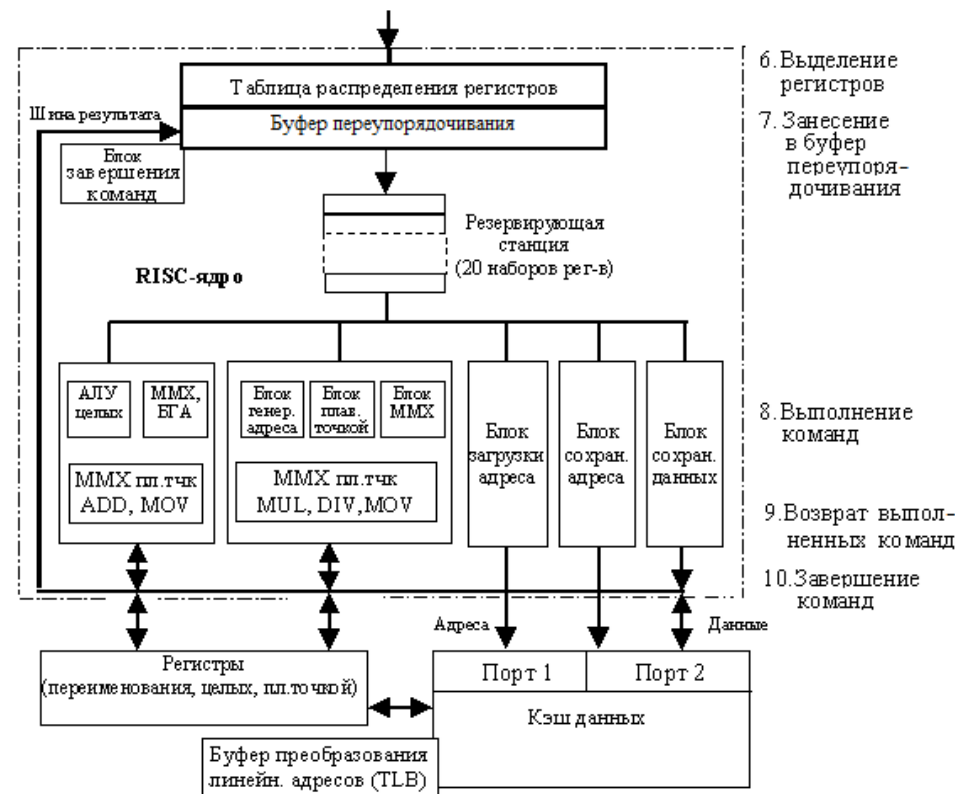 Таблица распределения регистров
Шина результата
Буфер переупорядочивания
Блок
завершения
команд
Резервирующая
станция
(20 наборов рег-в)
RISC-ядро
АЛУ
целых
MMX,
БГА
MMX пл.тчк
ADD, MOV
Блок
генер.
адреса
Блок
плав.
точкой
Блок
MMX
MMX пл.тчк
MUL, DIV,MOV
Блок
загрузки
адреса
Блок
сохран.
адреса
Блок
сохран.
данных
6.Выделение
регистров
7. Занесение
в буфер
переупоря-
дочивания
8.Выполнение
команд
9.Возврат выпол-
ненных команд
10.Завершение
команд
Адреса
Данные
Регистры
(переименования, целых, пл.точкой)
Порт 1
Порт 2
Кэш данных
Буфер преобразования
линейн. адресов (TLB)